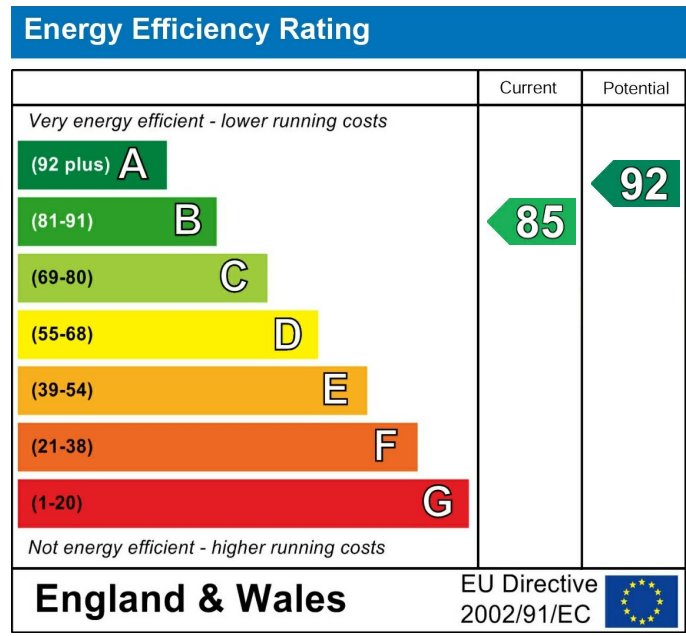 Energy Efficiency Rating
Current Potential
Very energy efficient - lower running costs
(92 plus) A
92
(81-91) B
85
(69-80) C
(55-68) D
(39-54) E
(21-38) F
(1-20) G
Not energy efficient - higher running costs
England & Wales
EU Directive
2002/91/EC